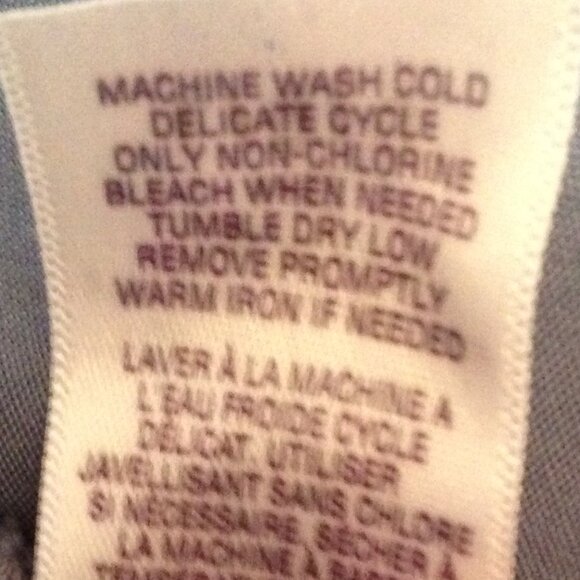 MACHINE WASH COLD
DELICATE CYCLE
ONLY NON-CHLORINE
BLEACH WHEN NEEDED
TUMBLE DRY LOW
REMOVE PROMPTLY
WARM IRON IF NEEDED
LAVER À LA MACHINE À
L'EAU FROIDE CYCLE
DÉLICAT. UTILISER
JAVELLISANT SANS CHLORE
SI NÉCESSAIRE. SÉCHER À
LA MACHINE À